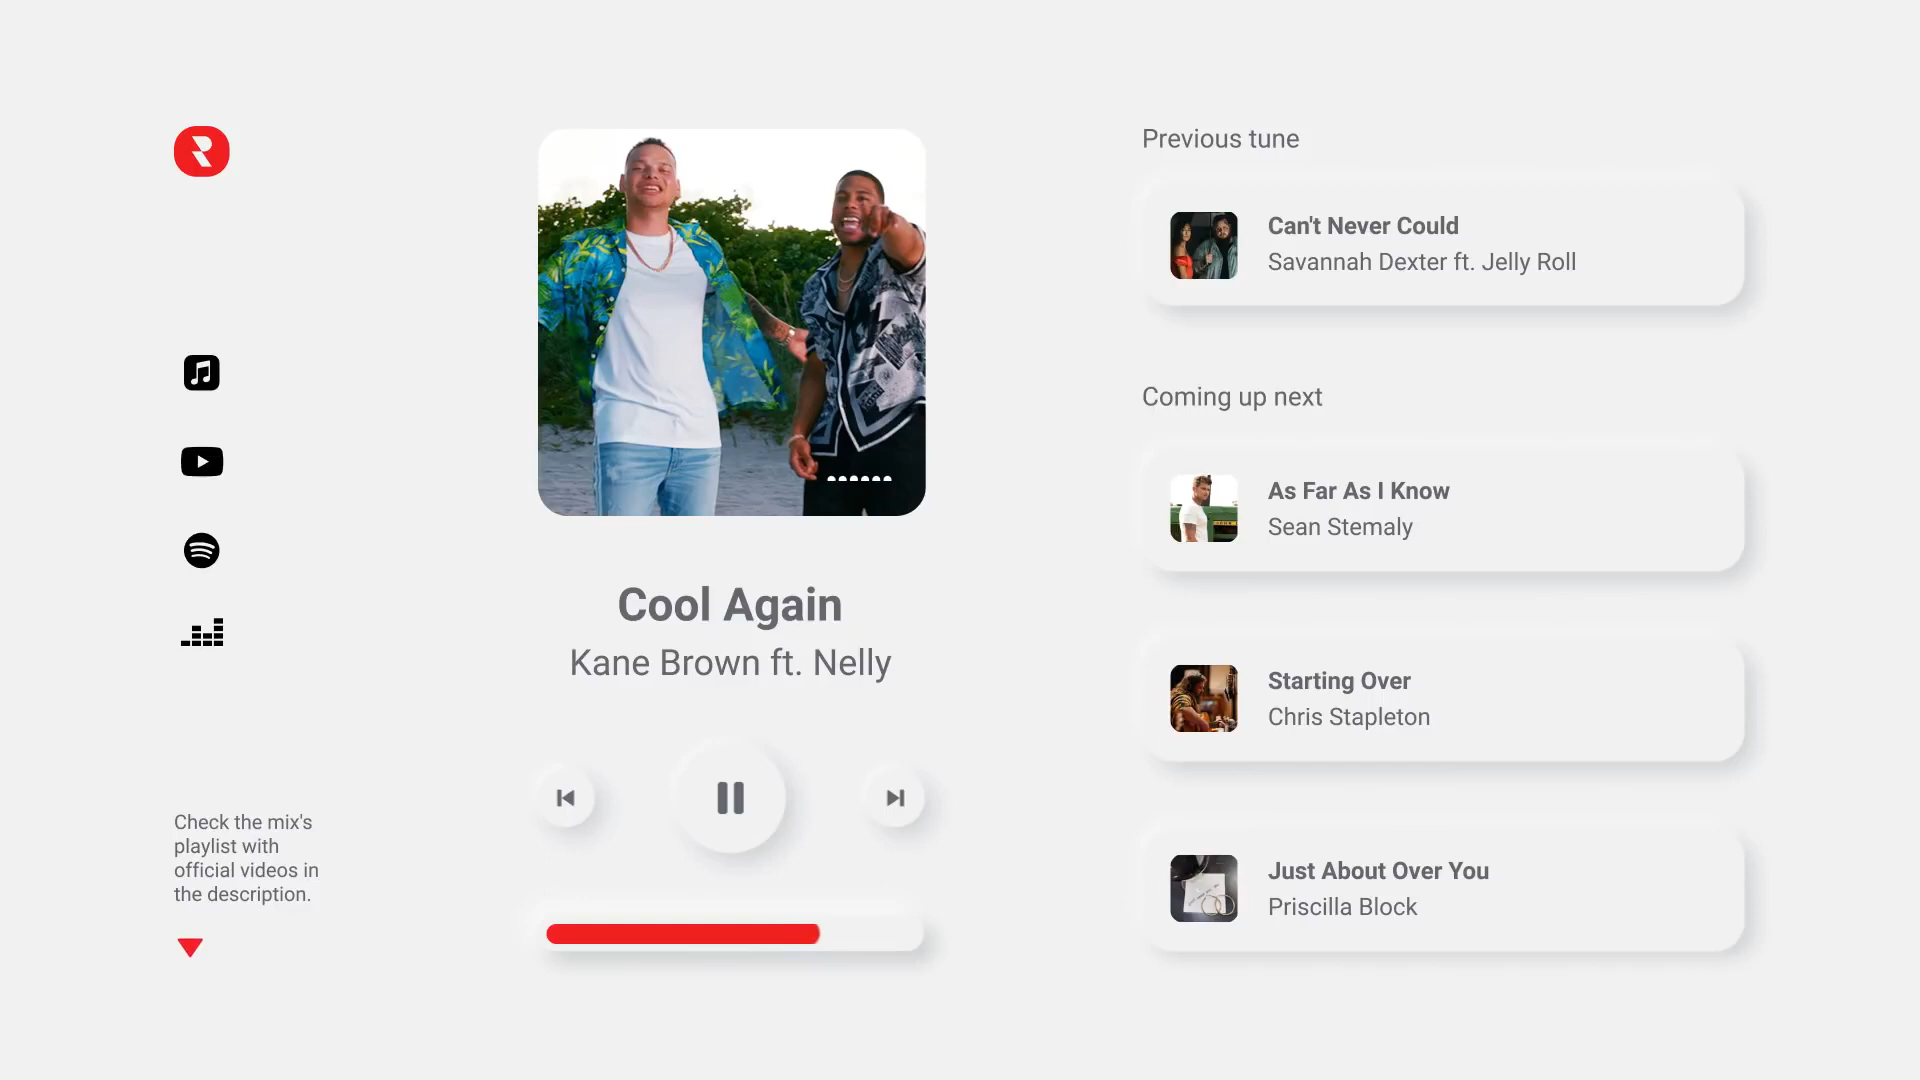 Previous tune
Can't Never Could
Savannah Dexter ft. Jelly Roll
Coming up next
As Far As I Know
Sean Stemaly
Cool Again
Kane Brown ft. Nelly
Starting Over
Chris Stapleton
Check the mix's
playlist with
official videos in
the description.
Just About Over You
Priscilla Block